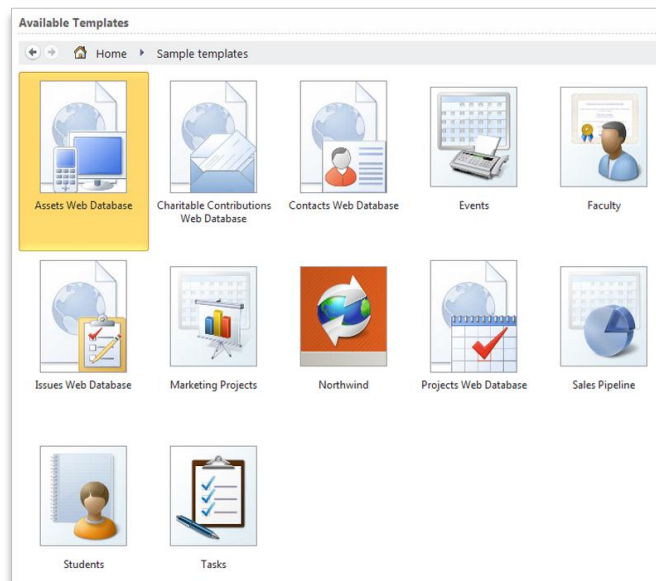 Available Templates
Home Sample templates
Assets Web Database
Charitable Contributions
Web Database
Contacts Web Database
Events
Faculty
Issues Web Database
Marketing Projects
Northwind
Projects Web Database
Sales Pipeline
Students
Tasks